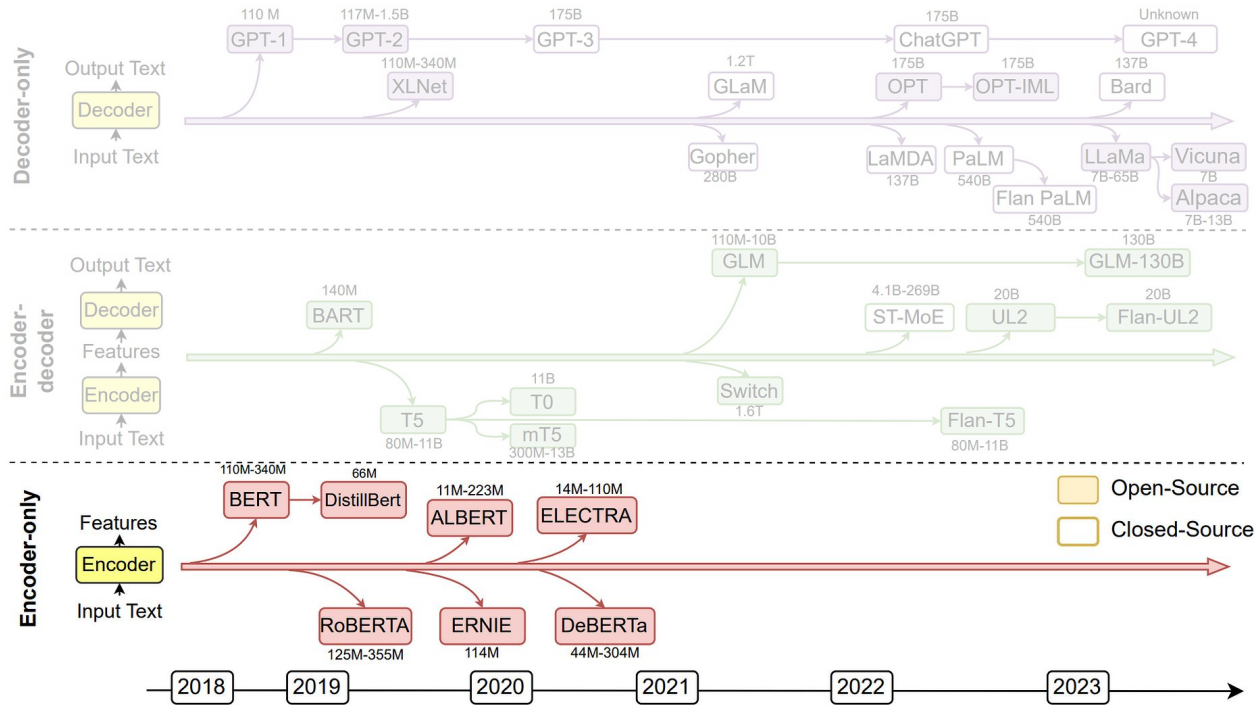 Decoder-only
Output Text
Decoder
Input Text
110 M
GPT-1
117M-1.5B
GPT-2
175B
GPT-3
175B
ChatGPT
Unknown
GPT-4
110M-340M
XLNet
1.2T
GLaM
175B
OPT
175B
OPT-IML
137B
Bard
Gopher
280B
LaMDA
137B
PaLM
540B
Flan PaLM
540B
LLaMa
7B-65B
Vicuna
7B
Alpaca
7B-13B
Encoder-
decoder
Output Text
Decoder
Features
Encoder
Input Text
140M
BART
110M-10B
GLM
130B
GLM-130B
4.1B-269B
ST-MoE
20B
UL2
20B
Flan-UL2
T5
80M-11B
11B
T0
mT5
300M-13B
Switch
1.6T
Flan-T5
80M-11B
Encoder-only
Features
Encoder
Input Text
110M-340M
BERT
66M
DistillBert
11M-223M
ALBERT
14M-110M
ELECTRA
RoBERTA
125M-355M
ERNIE
114M
DeBERTa
44M-304M
Open-Source
Closed-Source
2018
2019
2020
2021
2022
2023